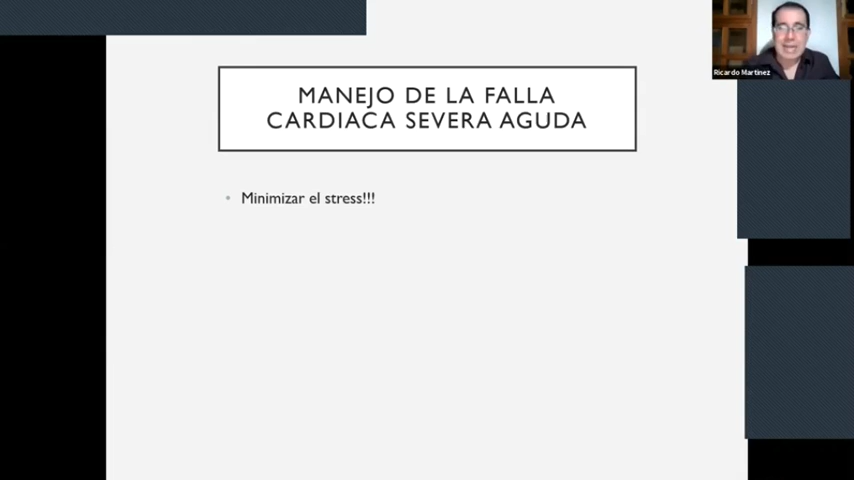 Ricardo Martinez
MANEJO DE LA FALLA
CARDIACA SEVERA AGUDA
• Minimizar el stress!!!